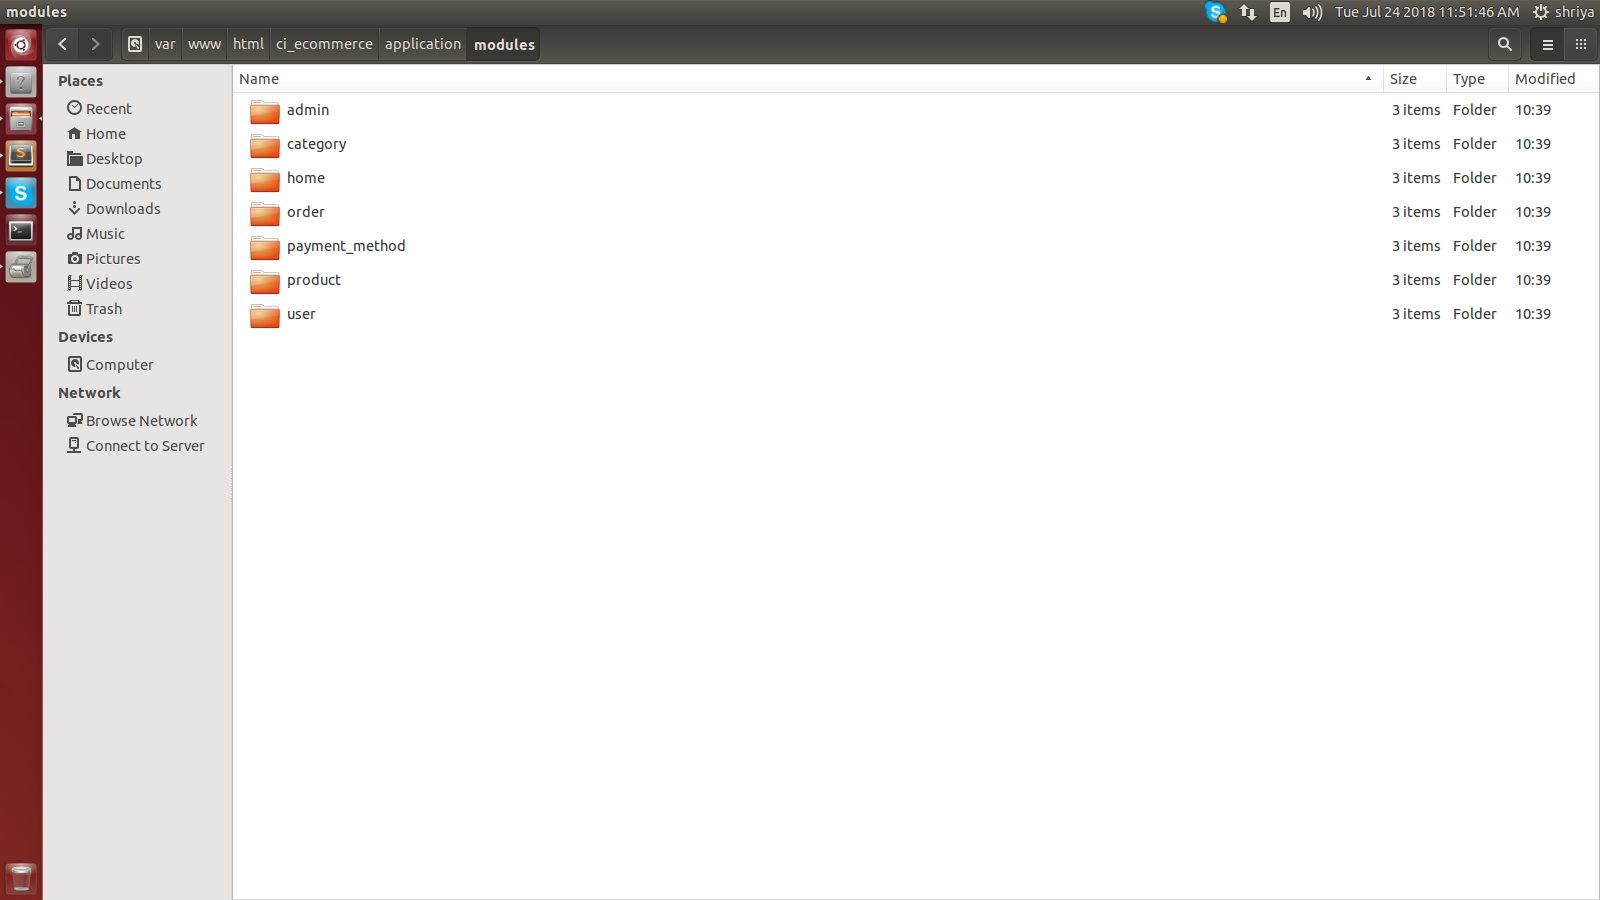 modules
En Tue Jul 24 2018 11:51:46 AM shriya
var www html ci_ecommerce application modules
Places
Recent
Home
Desktop
Documents
Downloads
Music
Pictures
Videos
Trash
Devices
Computer
Network
Browse Network
Connect to Server
Name Size Type Modified
admin 3 items Folder 10:39
category 3 items Folder 10:39
home 3 items Folder 10:39
order 3 items Folder 10:39
payment_method 3 items Folder 10:39
product 3 items Folder 10:39
user 3 items Folder 10:39